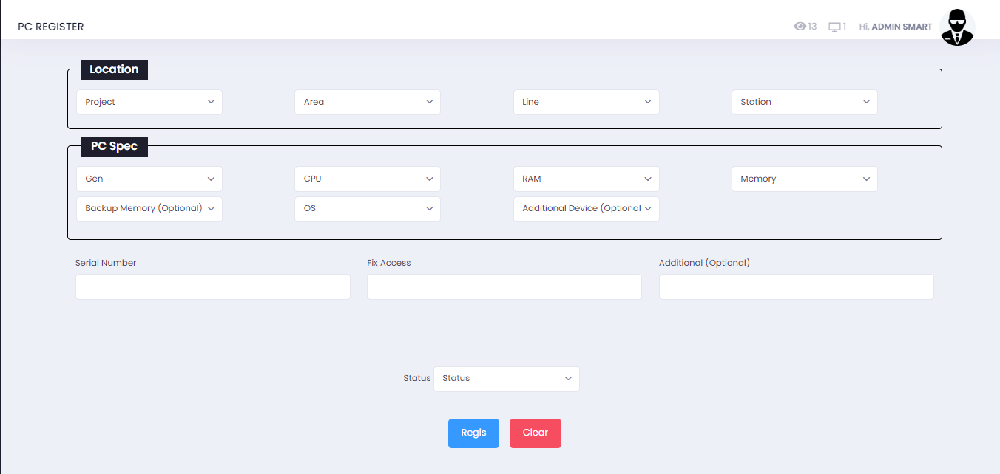 PC REGISTER
13 1 Hi, ADMIN SMART
Location
Project Area Line Station
PC Spec
Gen CPU RAM Memory
Backup Memory (Optional) OS Additional Device (Optional
Serial Number Fix Access Additional (Optional)
Status Status
Regis Clear